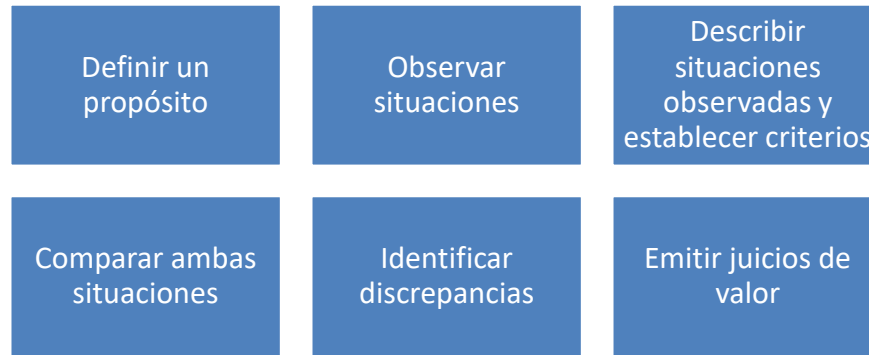 Definir un
propósito
Observar
situaciones
Describir
situaciones
observadas y
establecer criterios
Comparar ambas
situaciones
Identificar
discrepancias
Emitir juicios de
valor